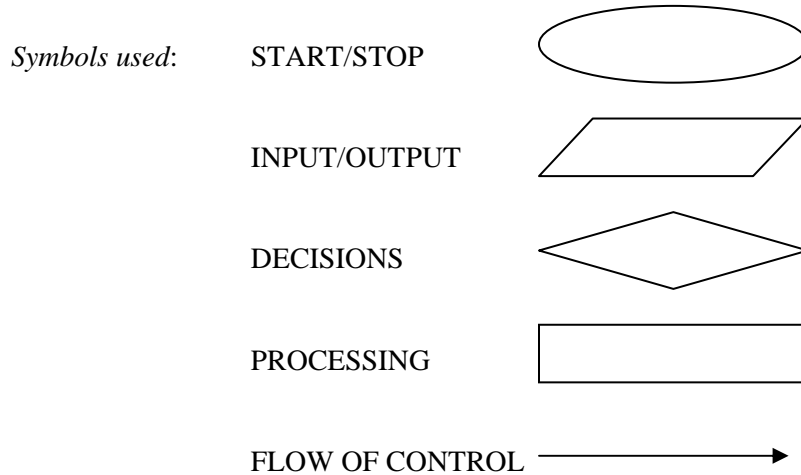 Symbols used: START/STOP
INPUT/OUTPUT
DECISIONS
PROCESSING
FLOW OF CONTROL